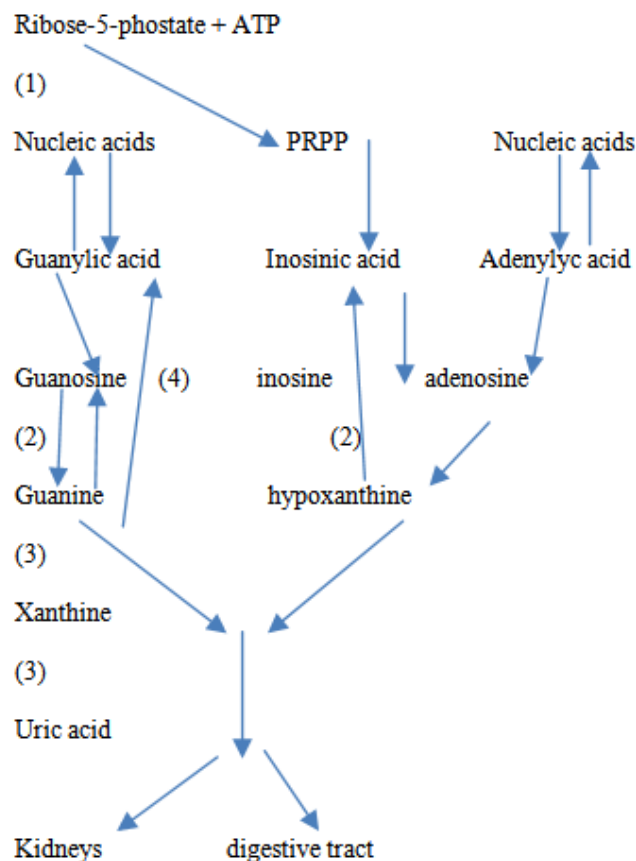 Ribose-5-phostate + ATP
(1)
Nucleic acids PRPP Nucleic acids
Guanylic acid Inosinic acid Adenylyc acid
Guanosine (4) inosine adenosine
(2) (2)
Guanine hypoxanthine
(3)
Xanthine
(3)
Uric acid
Kidneys digestive tract